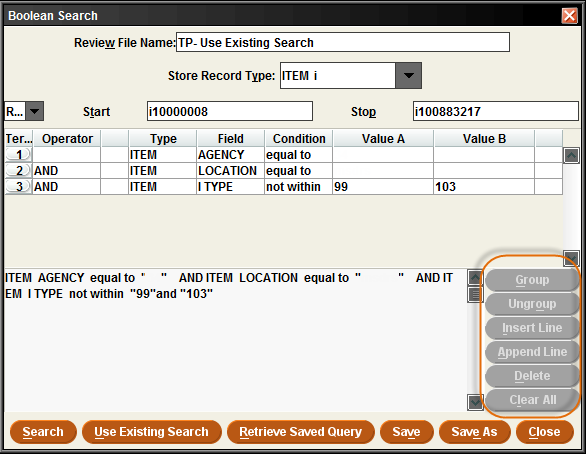 Boolean Search
Review File Name: TP- Use Existing Search
Store Record Type: ITEM i
R... Start i10000008 Stop i100883217
Ter... Operator Type Field Condition Value A Value B
1 ITEM AGENCY equal to
2 AND ITEM LOCATION equal to
3 AND ITEM I TYPE not within 99 103
ITEM AGENCY equal to " " AND ITEM LOCATION equal to " " AND IT
EM I TYPE not within "99"and "103"
Group
Ungroup
Insert Line
Append Line
Delete
Clear All
Search Use Existing Search Retrieve Saved Query Save Save As Close